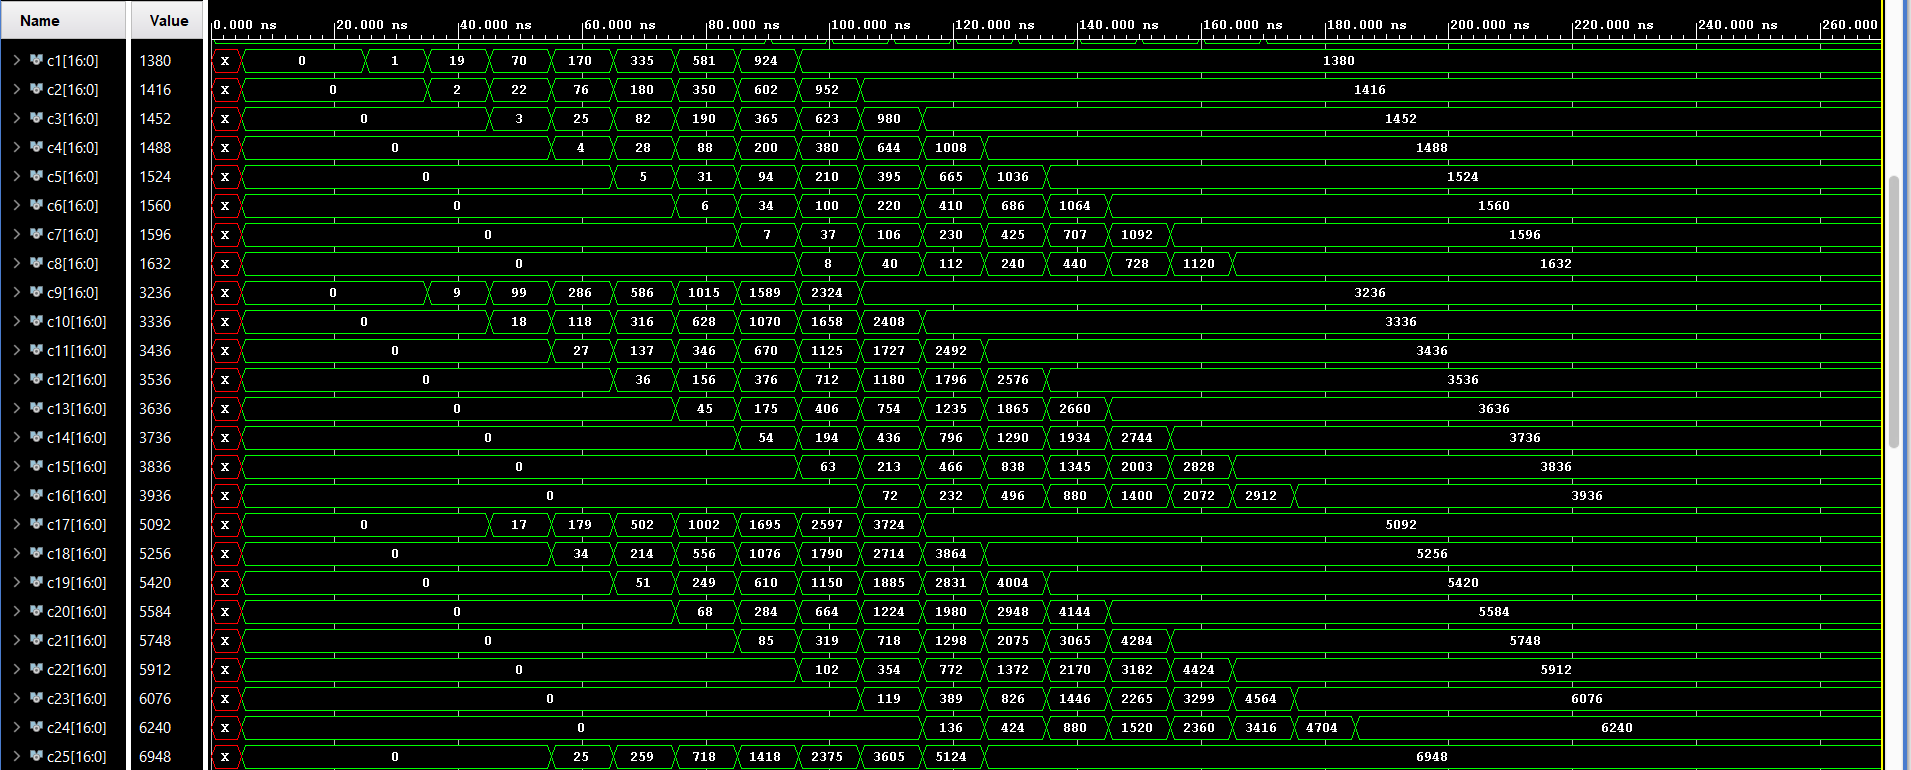 Name Value 0.000 ns 20.000 ns 40.000 ns 60.000 ns 80.000 ns 100.000 ns 120.000 ns 140.000 ns 160.000 ns 180.000 ns 200.000 ns 220.000 ns 240.000 ns 260.000
c1[16:0] 1380 X 0 1 19 70 170 335 581 924 1380
c2[16:0] 1416 X 0 2 22 76 180 350 602 952 1416
c3[16:0] 1452 X 0 3 25 82 190 365 623 980 1452
c4[16:0] 1488 X 0 4 28 88 200 380 644 1008 1488
c5[16:0] 1524 X 0 5 31 94 210 395 665 1036 1524
c6[16:0] 1560 X 0 6 34 100 220 410 686 1064 1560
c7[16:0] 1596 X 0 7 37 106 230 425 707 1092 1596
c8[16:0] 1632 X 0 8 40 112 240 440 728 1120 1632
c9[16:0] 3236 X 0 9 99 286 586 1015 1589 2324 3236
c10[16:0] 3336 X 0 18 118 316 628 1070 1658 2408 3336
c11[16:0] 3436 X 0 27 137 346 670 1125 1727 2492 3436
c12[16:0] 3536 X 0 36 156 376 712 1180 1796 2576 3536
c13[16:0] 3636 X 0 45 175 406 754 1235 1865 2660 3636
c14[16:0] 3736 X 0 54 194 436 796 1290 1934 2744 3736
c15[16:0] 3836 X 0 63 213 466 838 1345 2003 2828 3836
c16[16:0] 3936 X 0 72 232 496 880 1400 2072 2912 3936
c17[16:0] 5092 X 0 17 179 502 1002 1695 2597 3724 5092
c18[16:0] 5256 X 0 34 214 556 1076 1790 2714 3864 5256
c19[16:0] 5420 X 0 51 249 610 1150 1885 2831 4004 5420
c20[16:0] 5584 X 0 68 284 664 1224 1980 2948 4144 5584
c21[16:0] 5748 X 0 85 319 718 1298 2075 3065 4284 5748
c22[16:0] 5912 X 0 102 354 772 1372 2170 3182 4424 5912
c23[16:0] 6076 X 0 119 389 826 1446 2265 3299 4564 6076
c24[16:0] 6240 X 0 136 424 880 1520 2360 3416 4704 6240
c25[16:0] 6948 X 0 25 259 718 1418 2375 3605 5124 6948